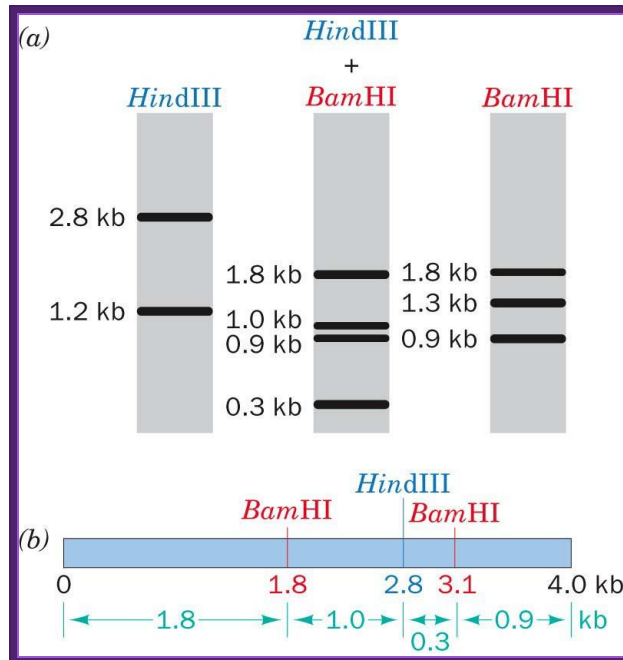 (a)
HindIII
+
HindIII BamHI BamHI
2.8 kb
1.8 kb 1.8 kb
1.2 kb 1.3 kb
1.0 kb
0.9 kb 0.9 kb
0.3 kb
HindIII
(b) BamHI BamHI
0 1.8 2.8 3.1 4.0 kb
1.8 1.0 0.9 kb
0.3